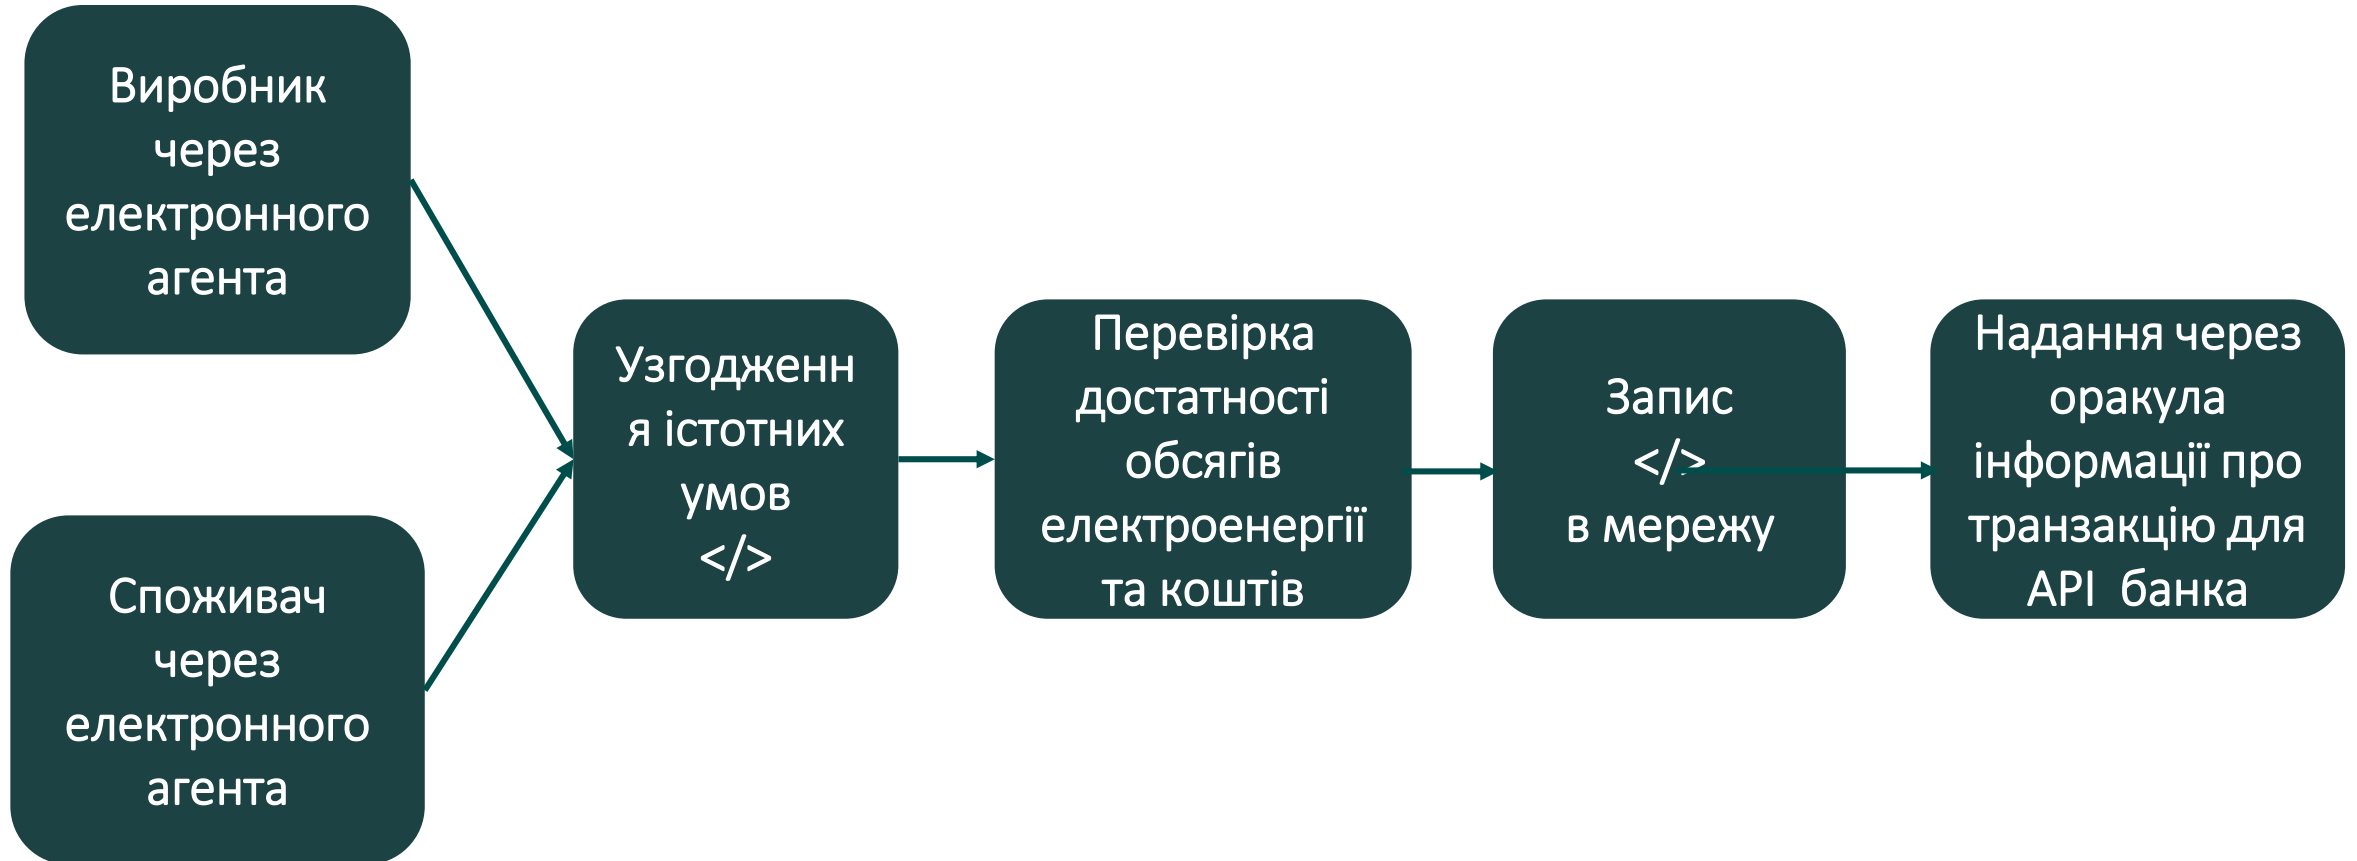 Виробник
через
електронного
агента
Споживач
через
електронного
агента
Узгодженн
я істотних
умов
</>
Перевірка
достатності
обсягів
електроенергії
та коштів
Запис
</>
в мережу
Надання через
оракула
інформації про
транзакцію для
АРІ  банка